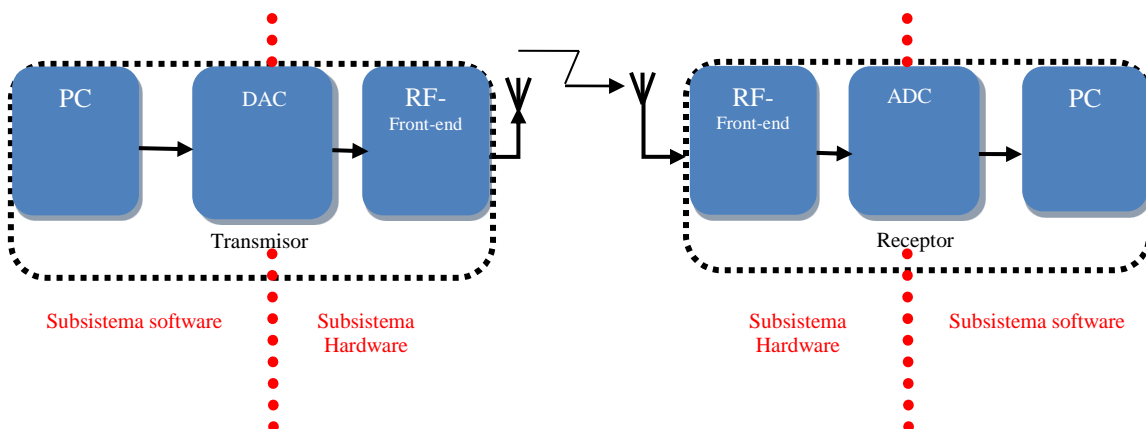 PC
DAC
RF-
Front-end
Transmisor
Subsistema software
Subsistema
Hardware
RF-
Front-end
ADC
PC
Receptor
Subsistema
Hardware
Subsistema software